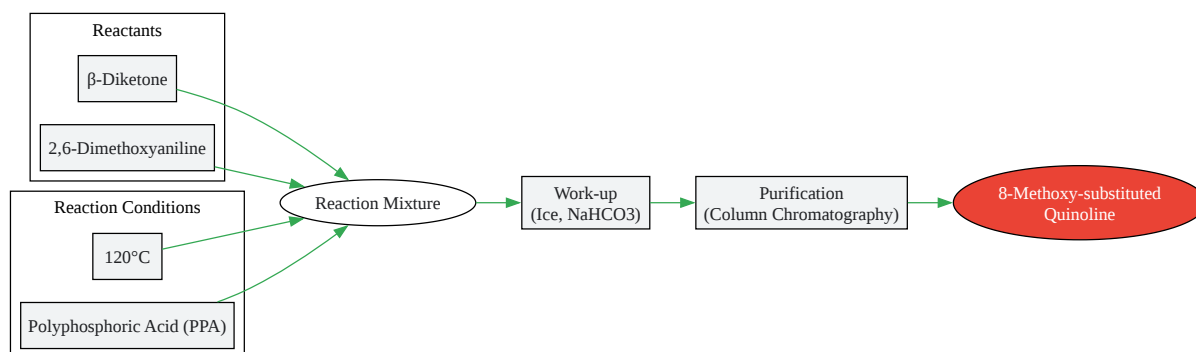 Reactants
β-Diketone
2,6-Dimethoxyaniline
Reaction Conditions
120°C
Polyphosphoric Acid (PPA)
Reaction Mixture
Work-up
(Ice, NaHCO3)
Purification
(Column Chromatography)
8-Methoxy-substituted
Quinoline